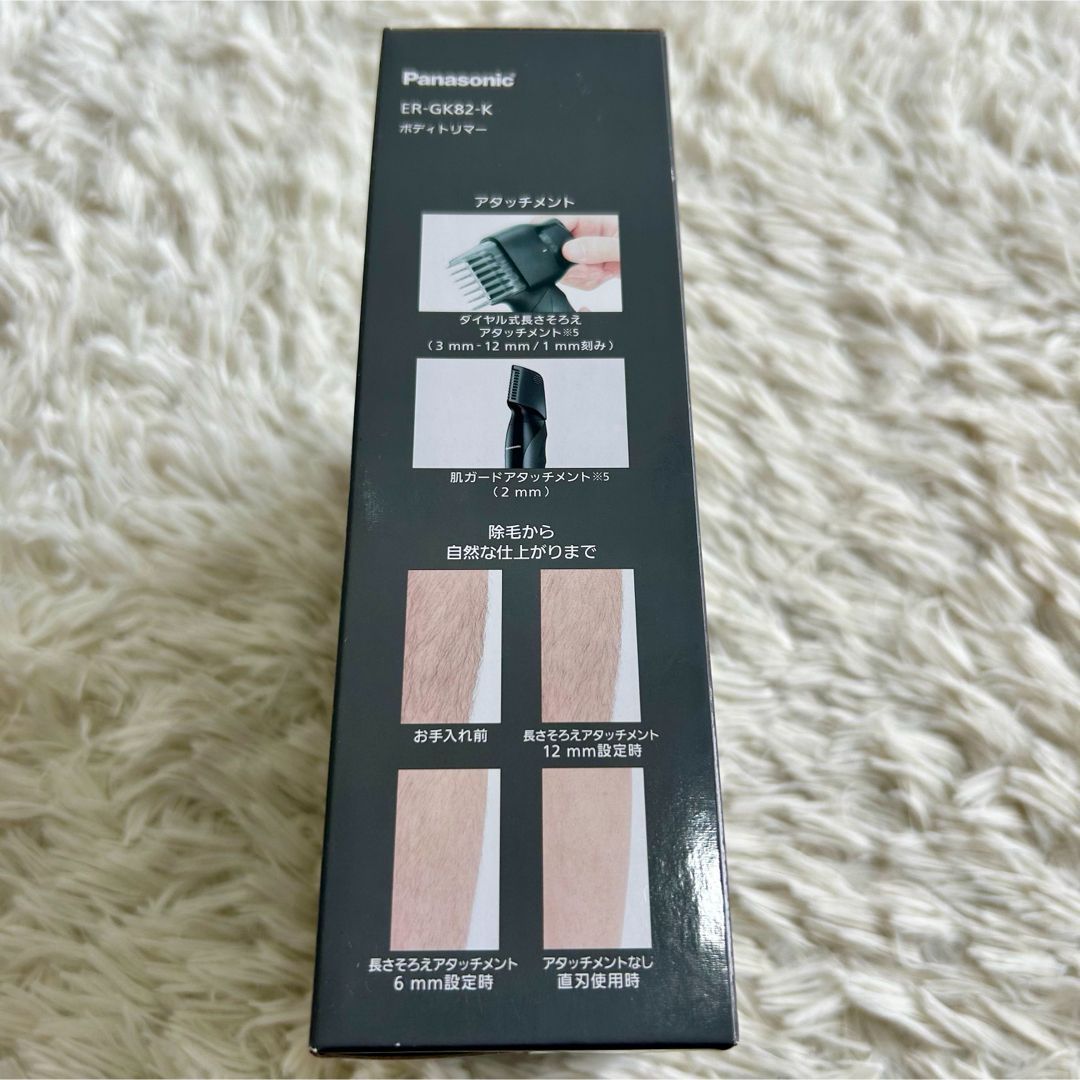 Panasonic
ER-GK82-K
ボディトリマー
アタッチメント
ダイヤル式長さそろえ
アタッチメント※5
(3 mm-12 mm/1 mm刻み)
肌ガードアタッチメント※5
(2 mm)
除毛から
自然な仕上がりまで
お手入れ前
長さそろえアタッチメント
12 mm設定時
長さそろえアタッチメント
6 mm設定時
アタッチメントなし
直刃使用時